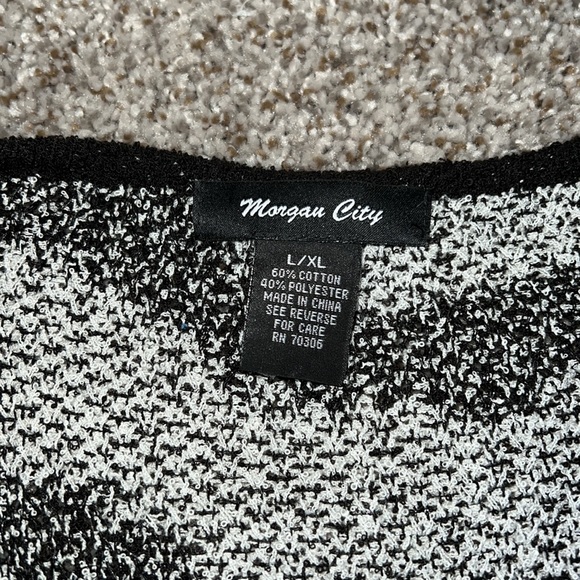 Morgan City
L/XL
60% COTTON
40% POLYESTER
MADE IN CHINA
SEE REVERSE
FOR CARE
RN 70306